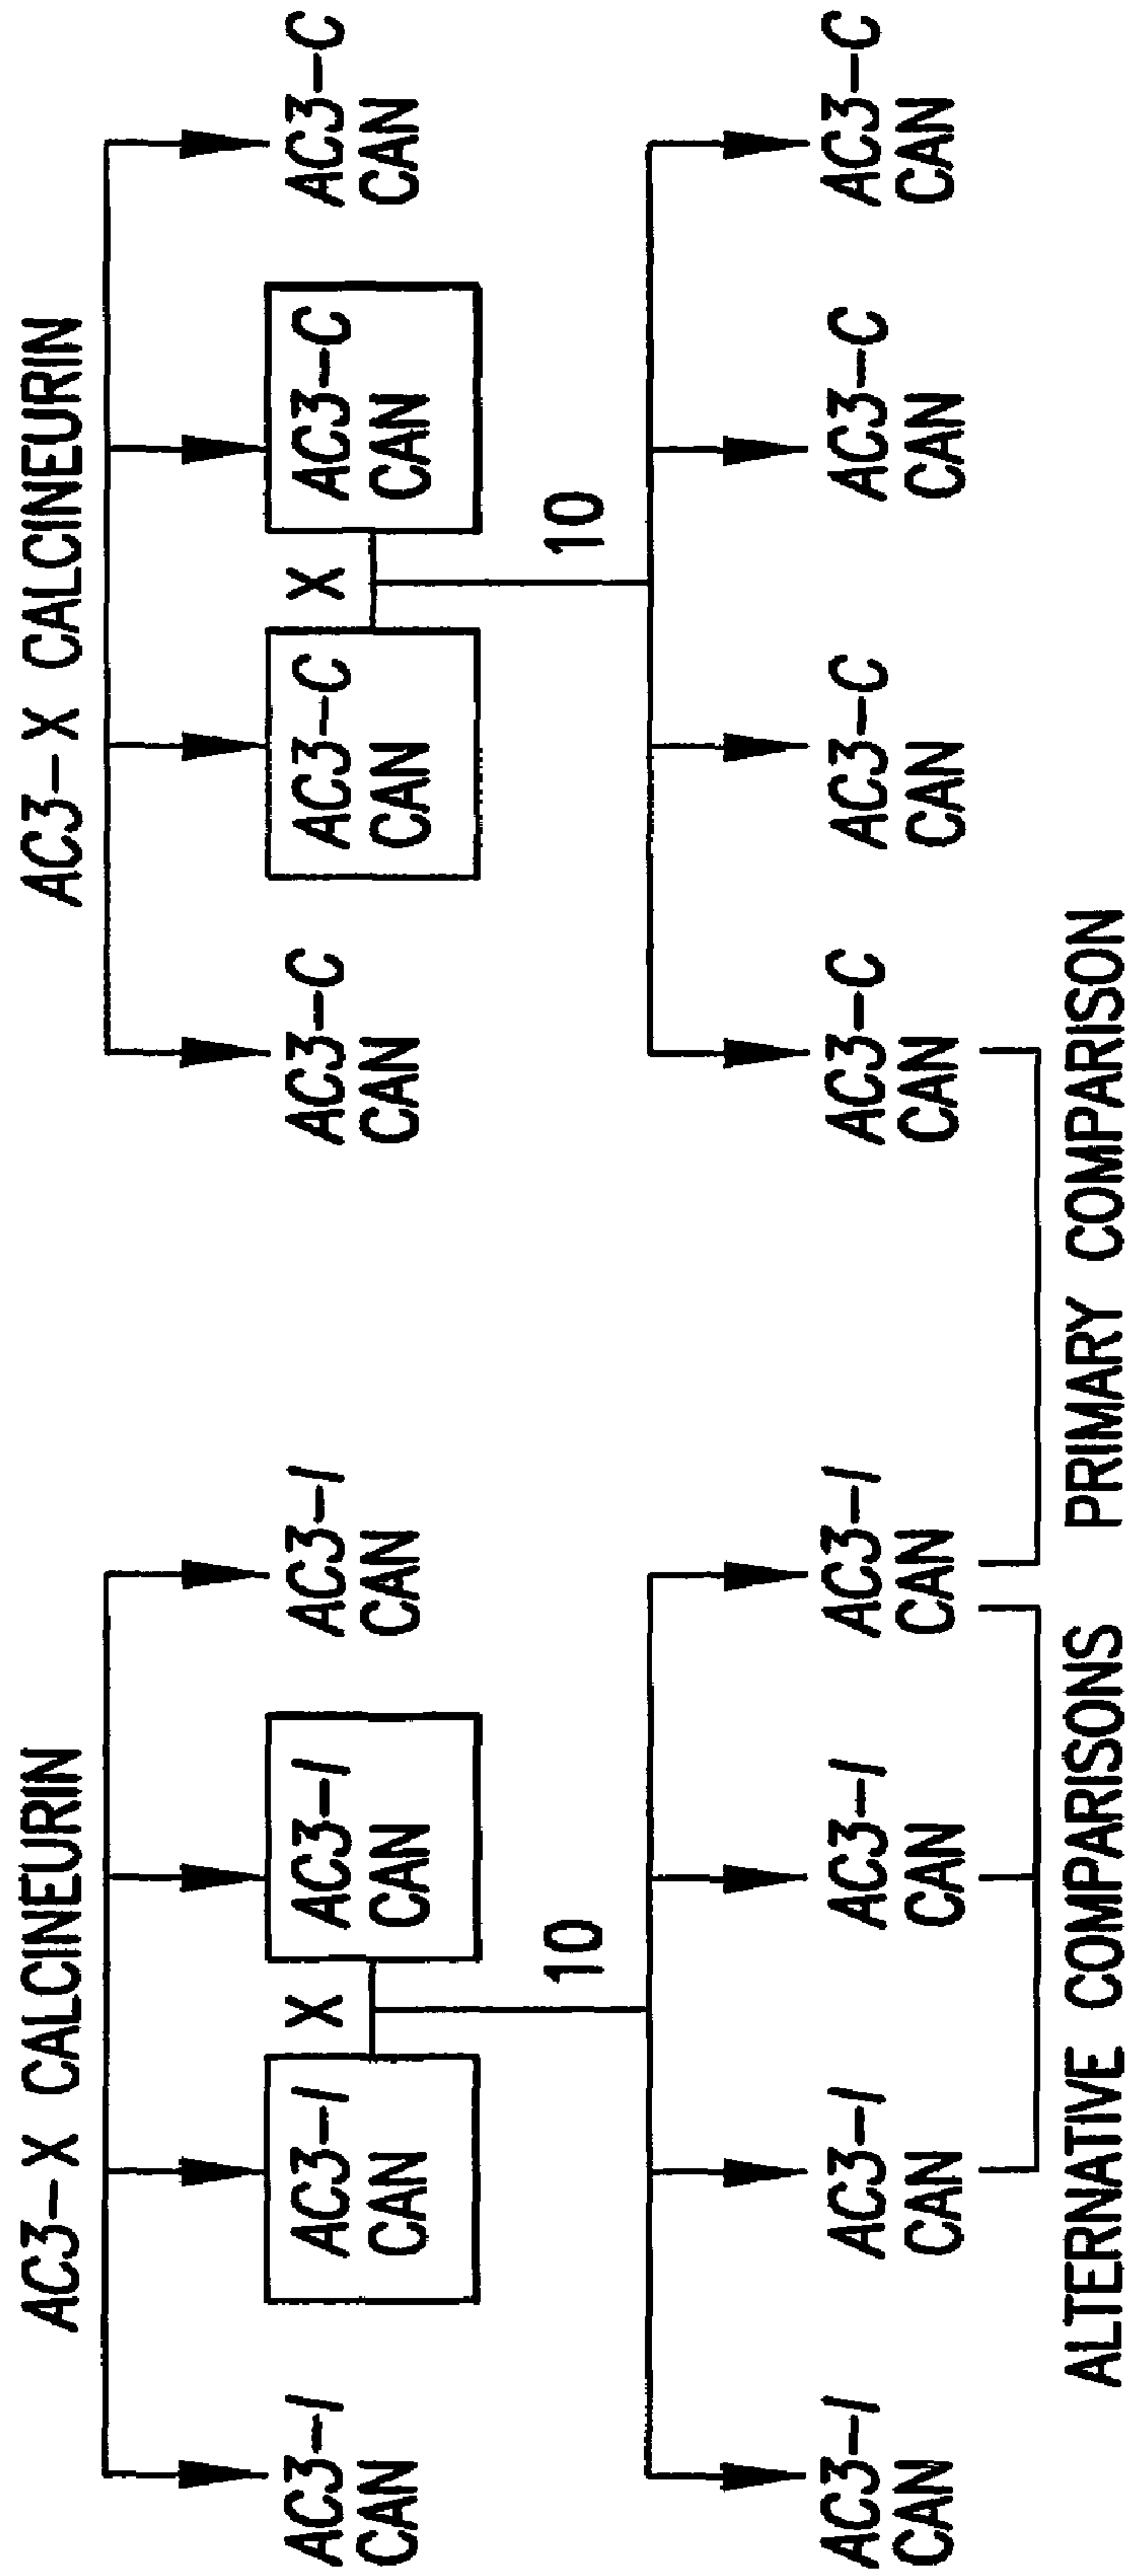 AC3-X CALCINEURIN
AC3-I
CAN
AC3-I
CAN
X
AC3-I
CAN
AC3-I
CAN
10
AC3-I
CAN
AC3-I
CAN
AC3-I
CAN
AC3-I
CAN
AC3-X CALCINEURIN
AC3-C
CAN
AC3-C
CAN
X
AC3-C
CAN
AC3-C
CAN
10
AC3-C
CAN
AC3-C
CAN
AC3-C
CAN
AC3-C
CAN
ALTERNATIVE COMPARISONS
PRIMARY COMPARISON